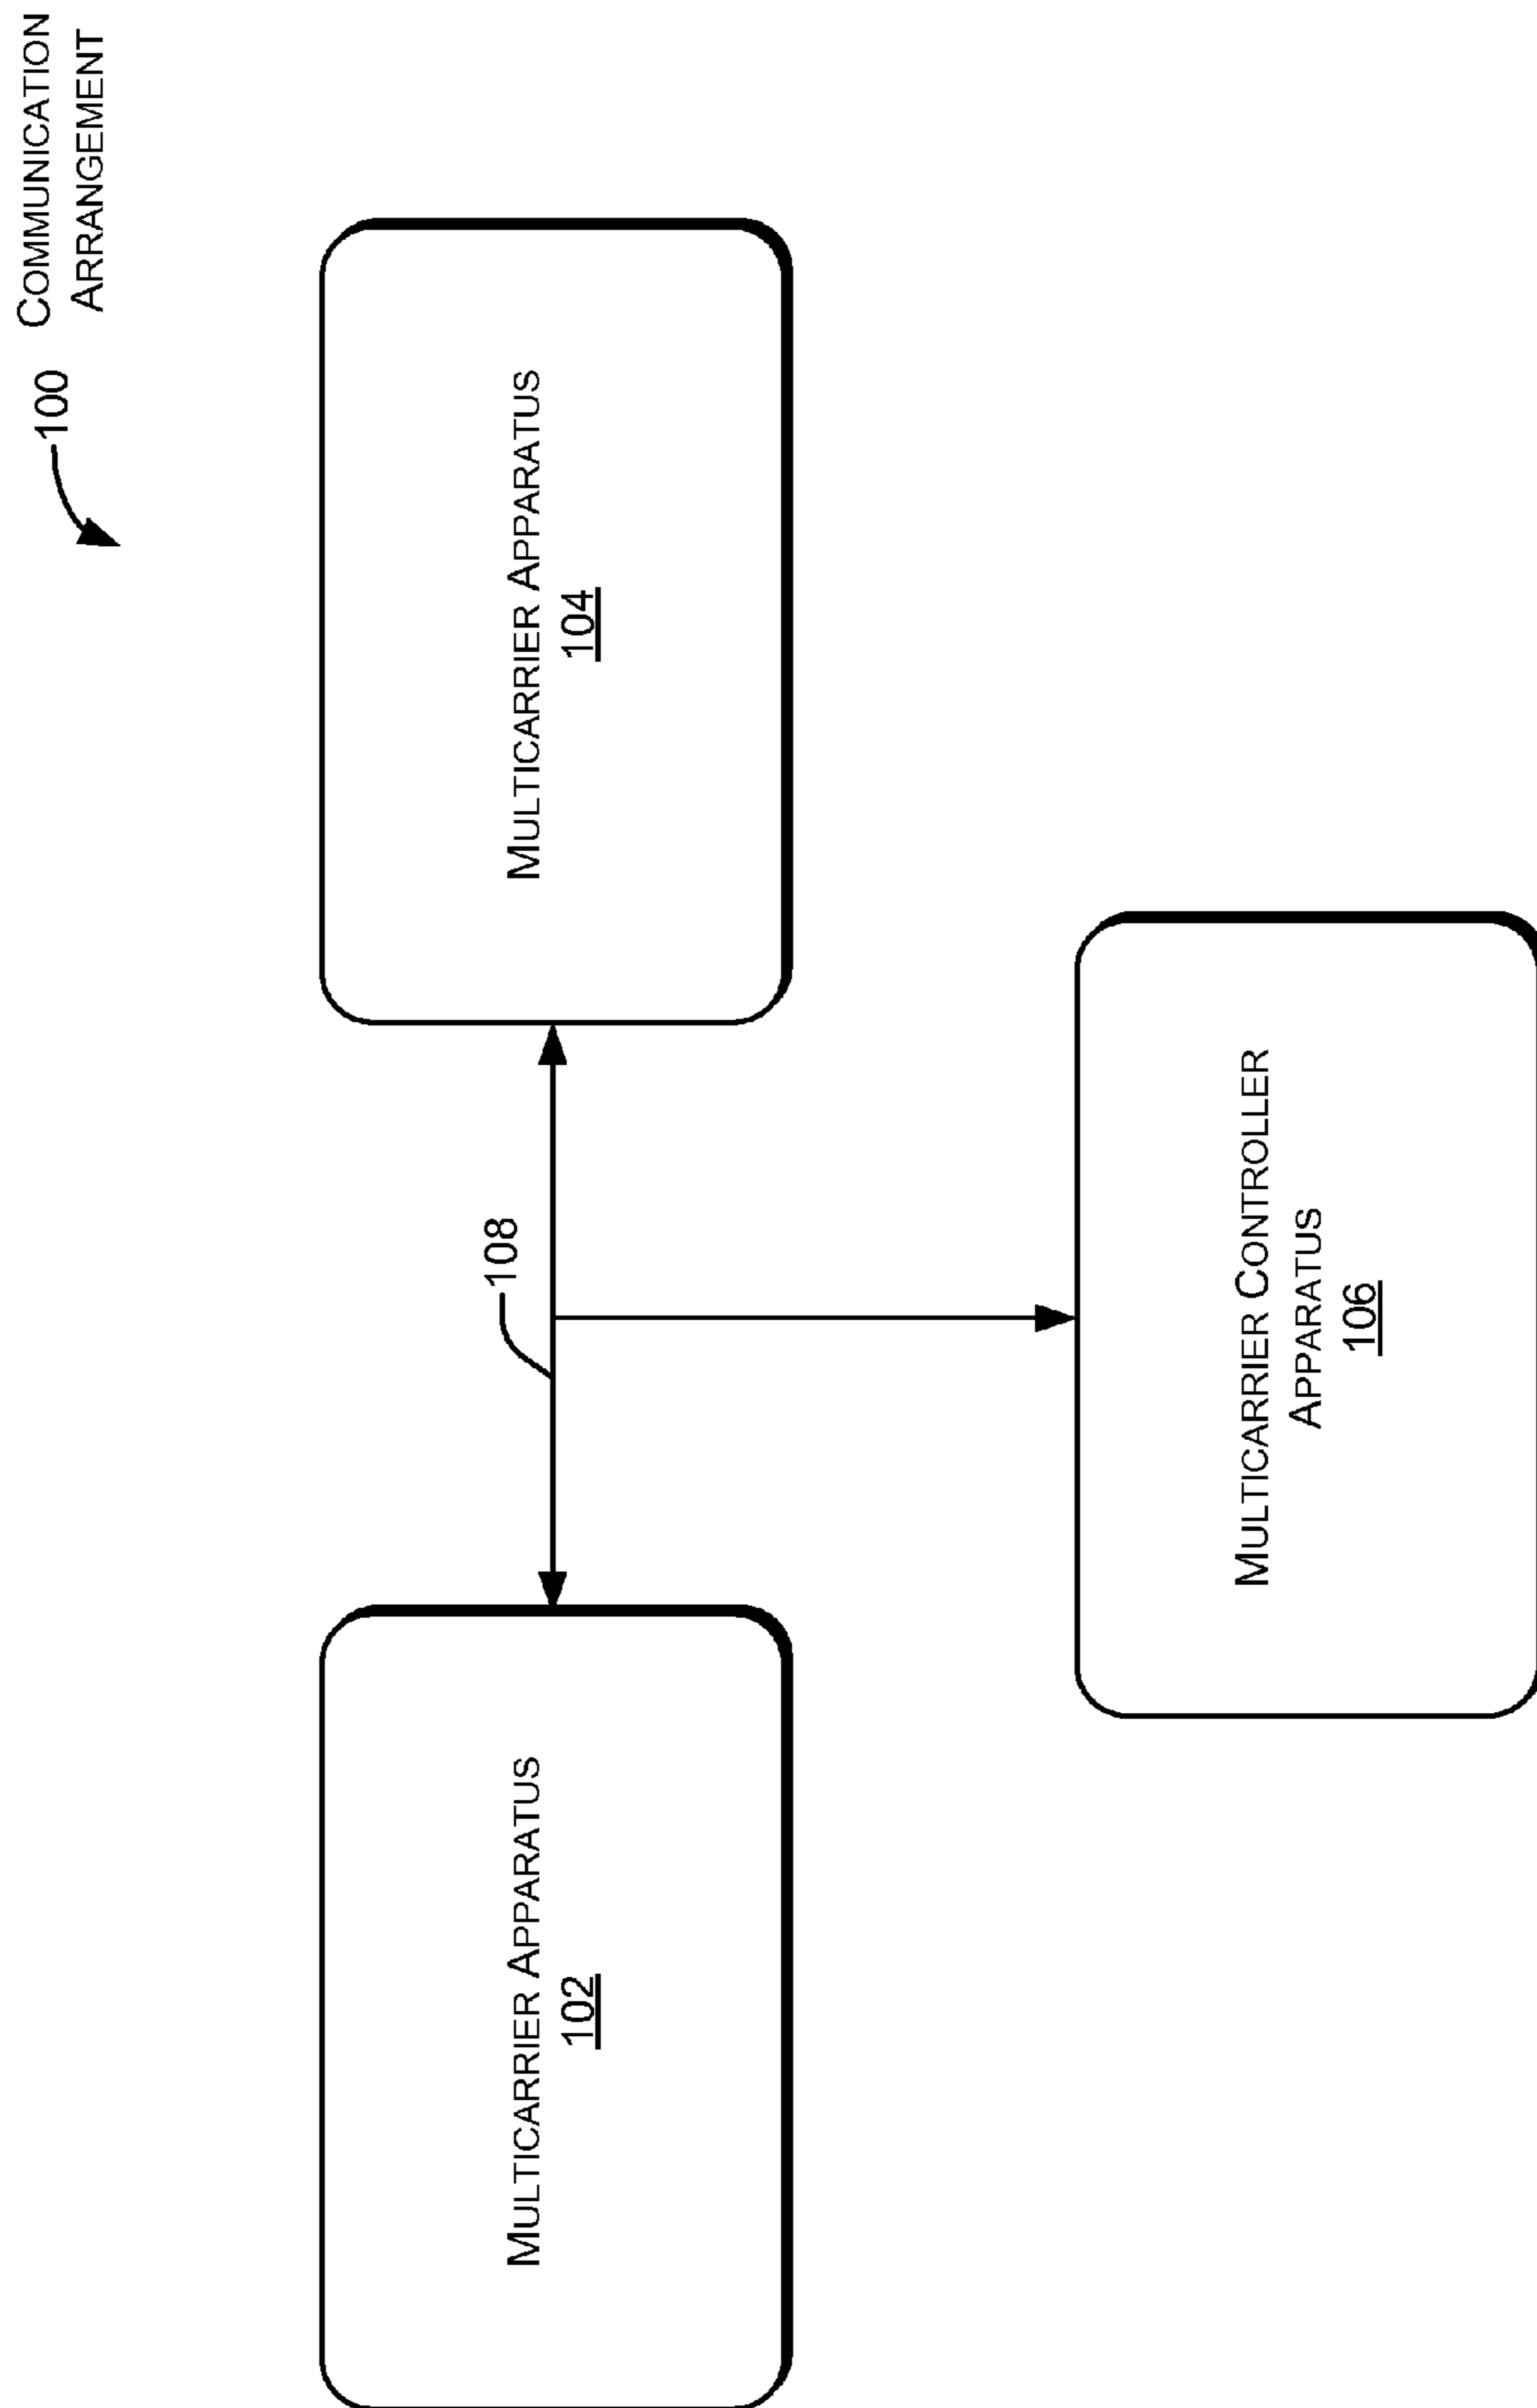 100 COMMUNICATION
ARRANGEMENT
MULTICARRIER APPARATUS
102
108
MULTICARRIER APPARATUS
104
MULTICARRIER CONTROLLER
APPARATUS
106